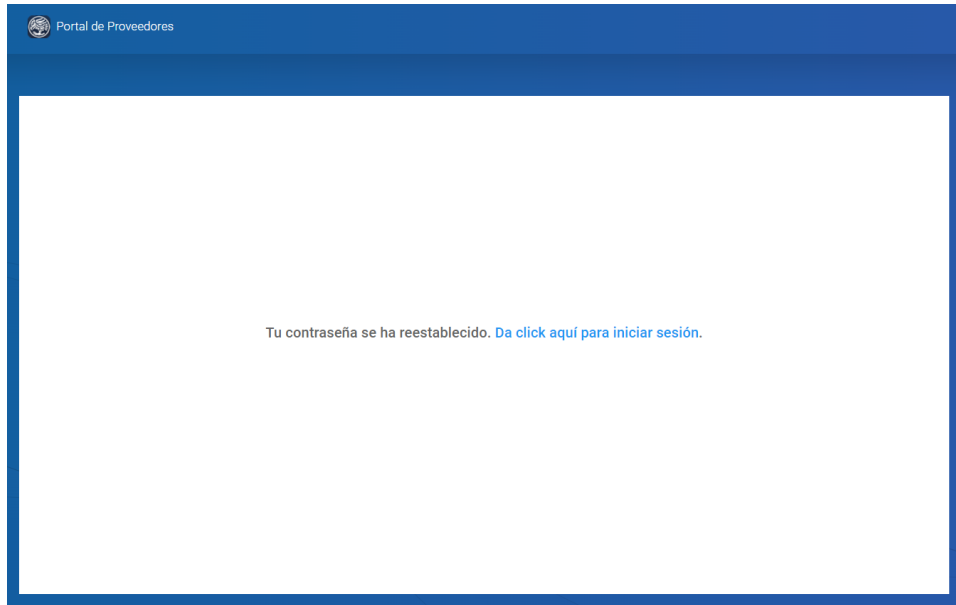 Portal de Proveedores
Tu contraseña se ha reestablecido. Da click aquí para iniciar sesión.